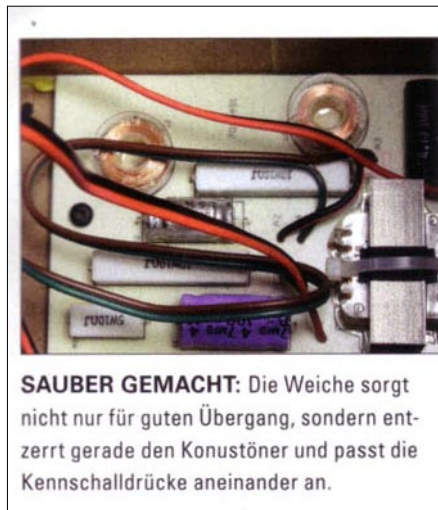 5W10ΩJ
SAUBER GEMACHT: Die Weiche sorgt
nicht nur für guten Übergang, sondern ent-
zerrt gerade den Konustöner und passt die
Kennschalldrücke aneinander an.